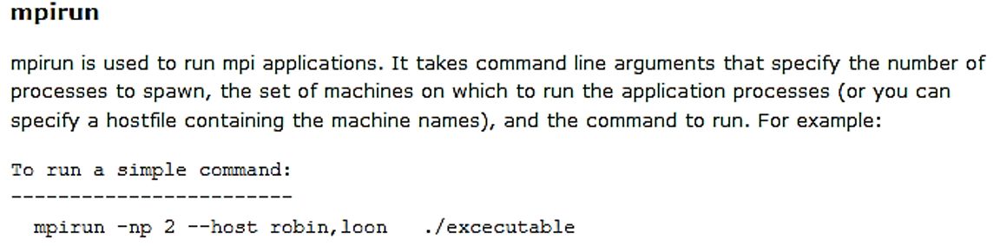 mpirun
mpirun is used to run mpi applications. It takes command line arguments that specify the number of
processes to spawn, the set of machines on which to run the application processes (or you can
specify a hostfile containing the machine names), and the command to run. For example:
To run a simple command:
------------------------
mpirun -np 2 --host robin,loon   ./excecutable